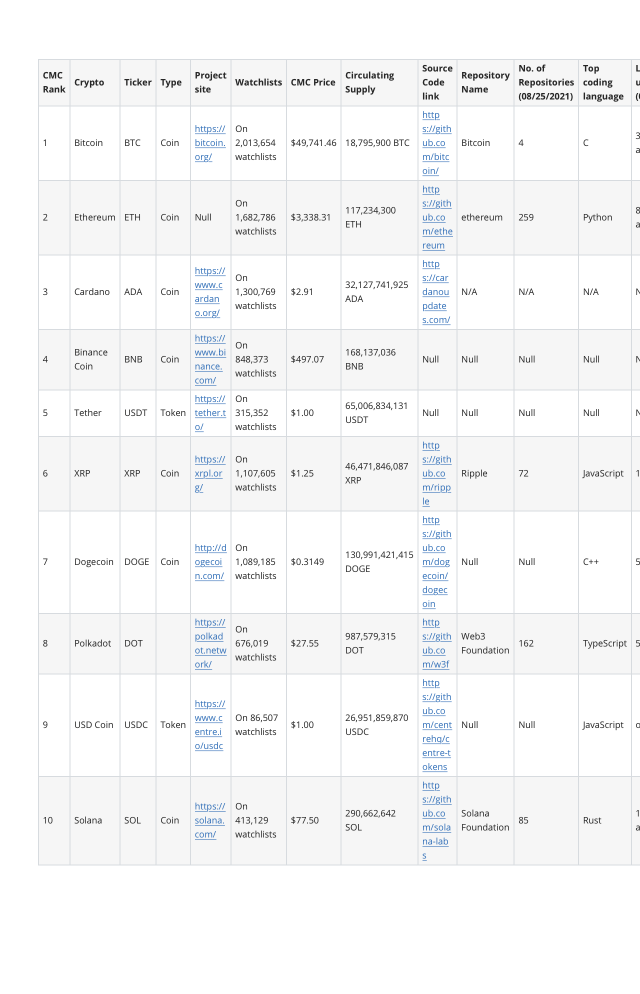 CMC Rank Crypto Ticker Type Project site Watchlists CMC Price Circulating Supply Source Code link Repository Name No. of Repositories (08/25/2021) Top coding language L u (
1 Bitcoin BTC Coin https://bitcoin.org/ On 2,013,654 watchlists $49,741.46 18,795,900 BTC https://github.com/bitcoin/ Bitcoin 4 C 3 a
2 Ethereum ETH Coin Null On 1,682,786 watchlists $3,338.31 117,234,300 ETH https://github.com/ethereum ethereum 259 Python 8 a
3 Cardano ADA Coin https://www.cardano.org/ On 1,300,769 watchlists $2.91 32,127,741,925 ADA https://cardanoupdates.com/ N/A N/A N/A N
4 Binance Coin BNB Coin https://www.binance.com/ On 848,373 watchlists $497.07 168,137,036 BNB Null Null Null Null N
5 Tether USDT Token https://tether.to/ On 315,352 watchlists $1.00 65,006,834,131 USDT Null Null Null Null N
6 XRP XRP Coin https://xrpl.org/ On 1,107,605 watchlists $1.25 46,471,846,087 XRP https://github.com/ripple Ripple 72 JavaScript 1
7 Dogecoin DOGE Coin http://dogecoin.com/ On 1,089,185 watchlists $0.3149 130,991,421,415 DOGE https://github.com/dogecoin/dogecoin Null Null C++ 5
8 Polkadot DOT https://polkadot.network/ On 676,019 watchlists $27.55 987,579,315 DOT https://github.com/w3f Web3 Foundation 162 TypeScript 5
9 USD Coin USDC Token https://www.centre.io/usdc On 86,507 watchlists $1.00 26,951,859,870 USDC https://github.com/centrehq/centre-tokens Null Null JavaScript o
10 Solana SOL Coin https://solana.com/ On 413,129 watchlists $77.50 290,662,642 SOL https://github.com/solana-labs Solana Foundation 85 Rust 1 a